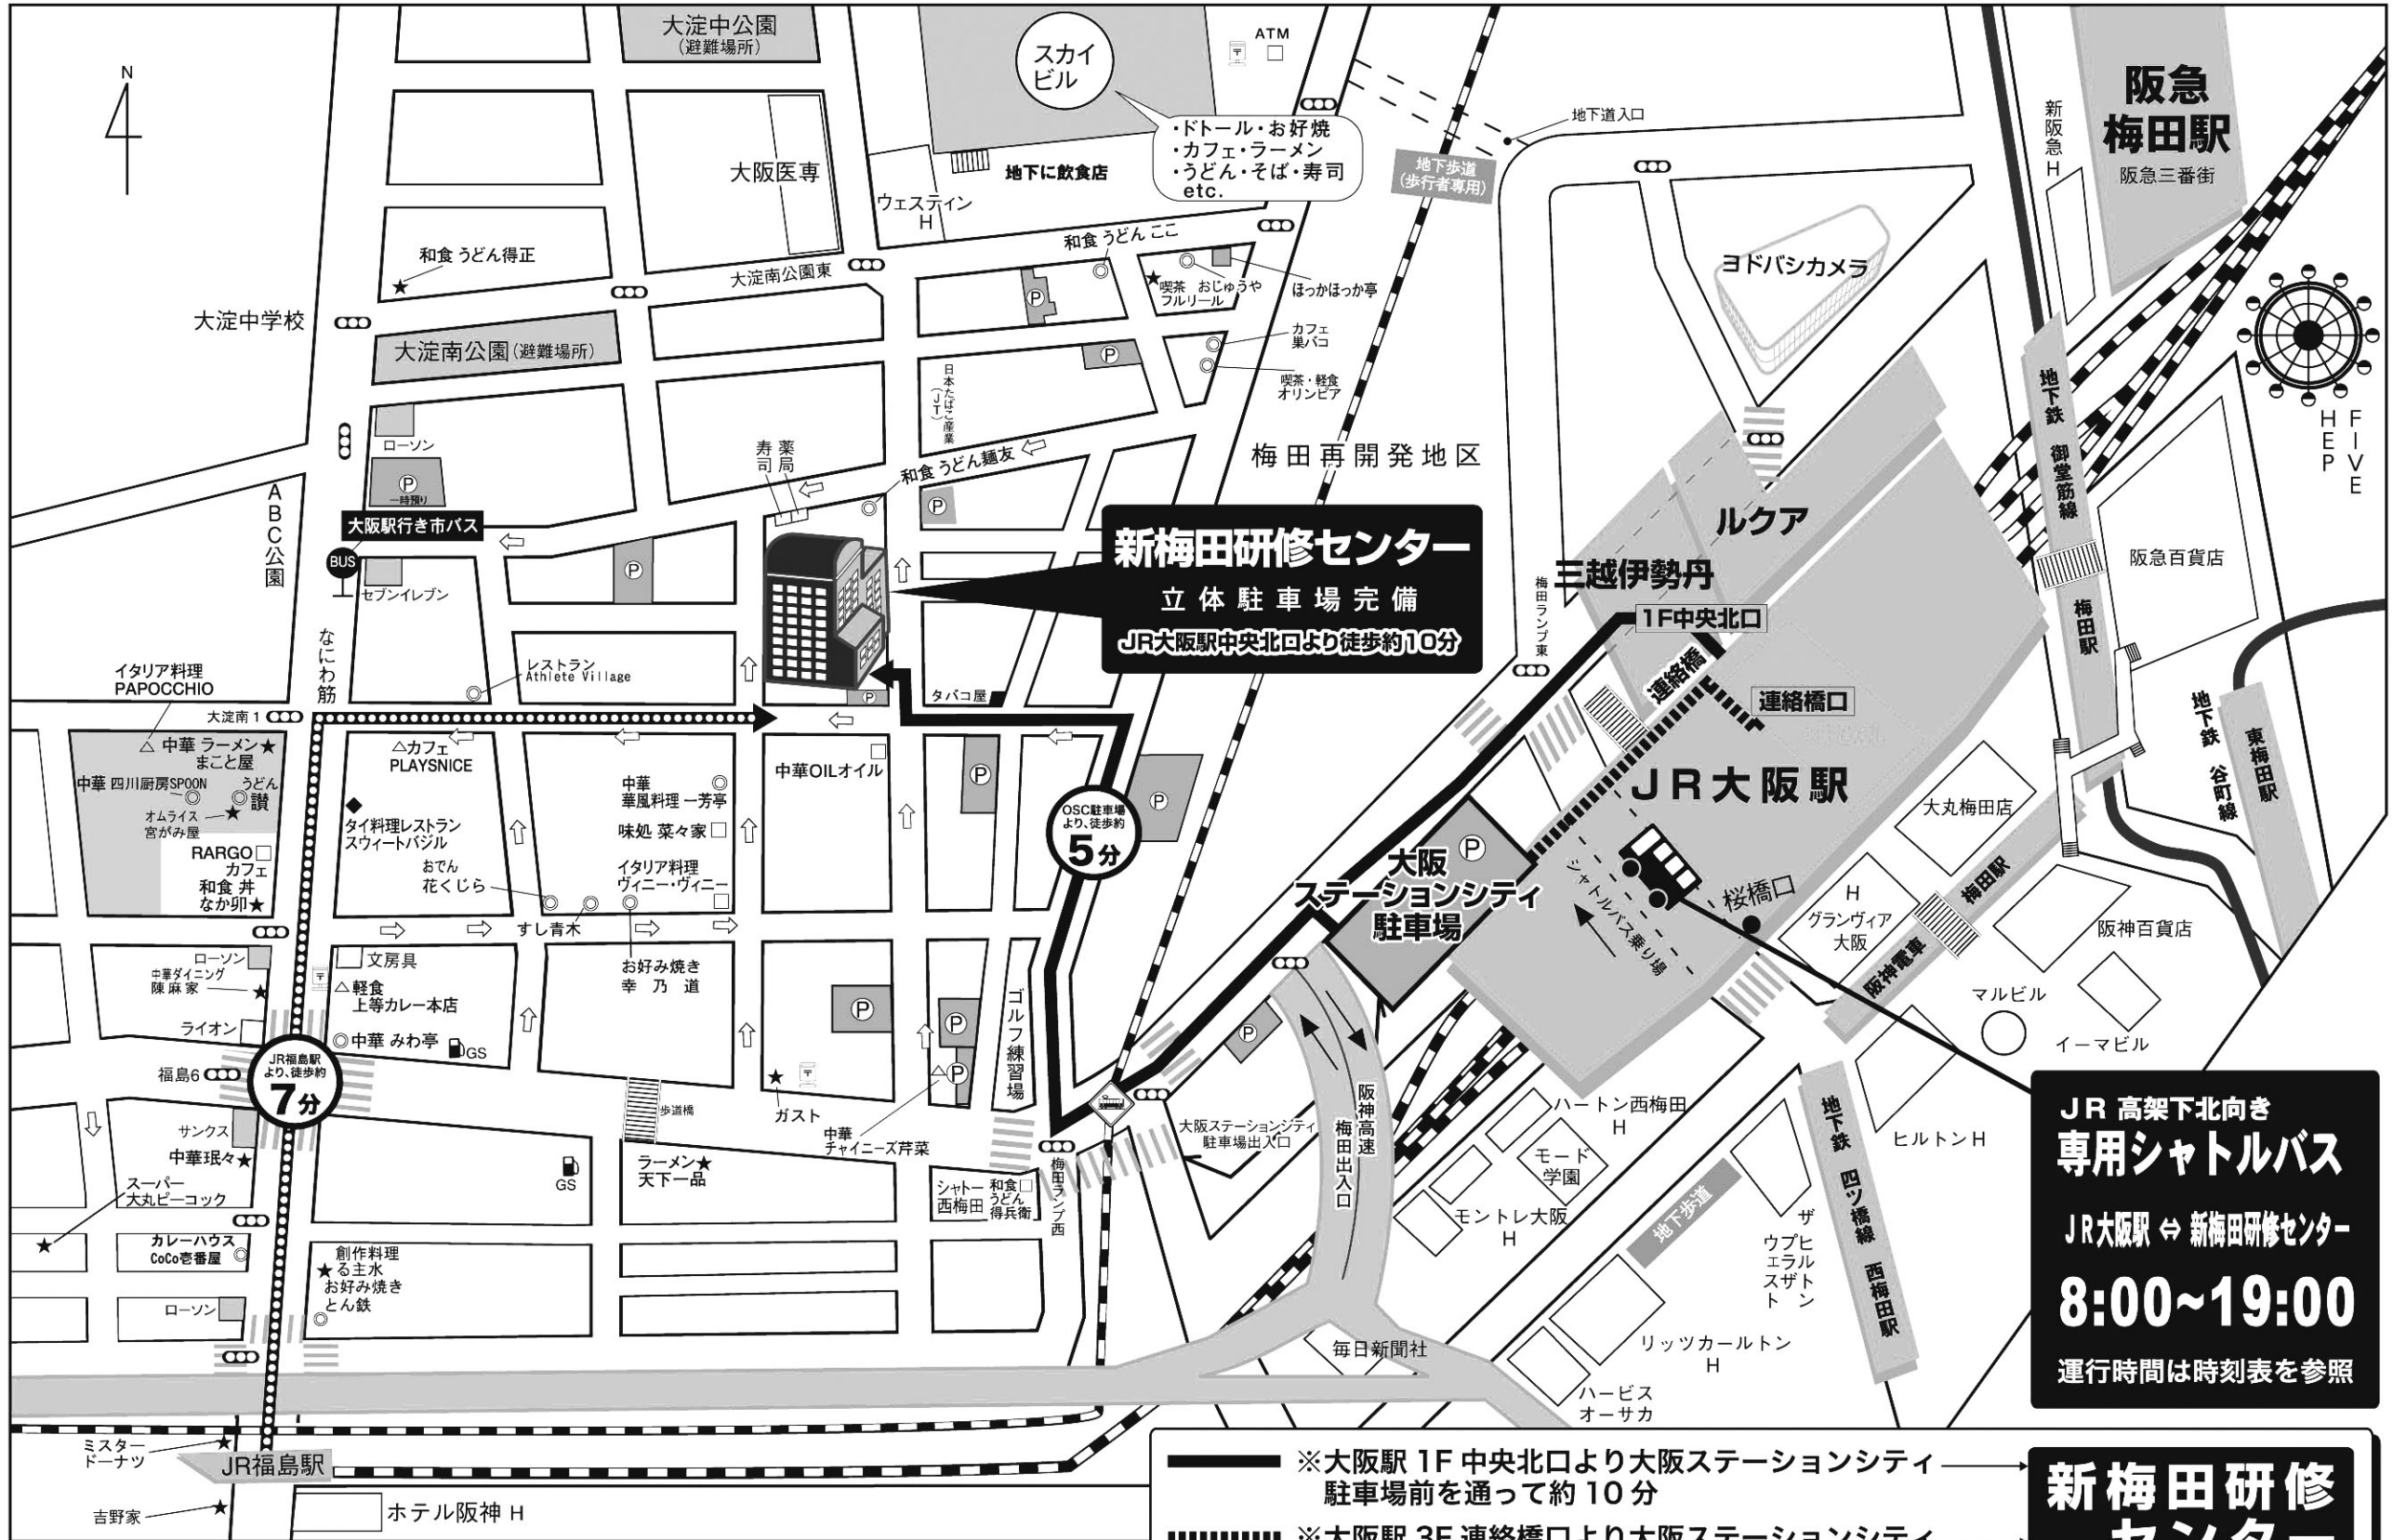 大淀中公園
(避難場所)
スカイ
ビル
〒
ATM
N
阪急
梅田駅
阪急三番街
新阪急H
地下道入口
・ドトール・お好焼
・カフェ・ラーメン
・うどん・そば・寿司
etc.
地下歩道
(歩行者専用)
大阪医専
地下に飲食店
ウェスティン
H
和食 うどん ここ
和食 うどん得正
大淀南公園東
P
喫茶
フルリール
おじゅうや
ほっかほっか亭
ヨドバシカメラ
大淀中学校
大淀南公園(避難場所)
カフェ
巣バコ
P
喫茶・軽食
オリンピア
日本たばこ産業
(JT)
HEP
FIVE
地下鉄 御堂筋線
梅田駅
ローソン
P
一時預り
寿司
薬局
和食 うどん麺友
梅田再開発地区
P
ABC公園
大阪駅行き市バス
BUS
セブンイレブン
P
新梅田研修センター
立体駐車場完備
JR大阪駅中央北口より徒歩約10分
ルクア
三越伊勢丹
梅田ランプ東
1F中央北口
阪急百貨店
なにわ筋
イタリア料理
PAPOCCHIO
レストラン
Athlete Village
P
タバコ屋
連絡橋
連絡橋口
大淀南1
地下鉄 谷町線
東梅田駅
中華 ラーメン
まこと屋
中華 四川厨房SPOON
うどん
讃
オムライス
宮がみ屋
RARGO
カフェ
和食 丼
なか卯
カフェ
PLAYSNICE
タイ料理レストラン
スウィートバジル
おでん
花くじら
中華
華風料理 一芳亭
味処 菜々家
イタリア料理
ヴィニー・ヴィニー
中華OILオイル
P
P
OSC駐車場
より、徒歩約
5分
JR大阪駅
大丸梅田店
大阪
ステーションシティ
駐車場
P
シャトルバス乗り場
桜橋口
H
グランヴィア
大阪
梅田駅
阪神電車
阪神百貨店
マルビル
イーマビル
すし青木
お好み焼き
幸乃道
ローソン
中華ダイニング
陳麻家
ライオン
文房具
〒
軽食
上等カレー本店
中華 みわ亭
GS
P
P
P
ゴルフ練習場
P
福島6
JR福島駅
より、徒歩約
7分
歩道橋
ガスト
〒
中華
チャイニーズ芹菜
大阪ステーションシティ
駐車場出入口
阪神高速
梅田出入口
ハートン西梅田
H
モード
学園
モントレ大阪
H
地下歩道
地下鉄 四ツ橋線 西梅田駅
ヒルトンH
サンクス
中華珉々
スーパー
大丸ピーコック
GS
ラーメン
天下一品
シャトー
西梅田
和食
うどん
得兵衛
梅田ランプ西
カレーハウス
CoCo壱番屋
創作料理
る主水
お好み焼き
とん鉄
ローソン
ザ
ウプヒ
ェラル
スザト
トン
毎日新聞社
リッツカールトン
H
ハービス
オーサカ
JR 高架下北向き
専用シャトルバス
JR大阪駅 ⇔ 新梅田研修センター
8:00~19:00
運行時間は時刻表を参照
ミスター
ドーナツ
JR福島駅
吉野家
ホテル阪神 H
※大阪駅 1F 中央北口より大阪ステーションシティ
駐車場前を通って約 10 分
※大阪駅 3F 連絡橋口より大阪ステーションシティ
新梅田研修
センター